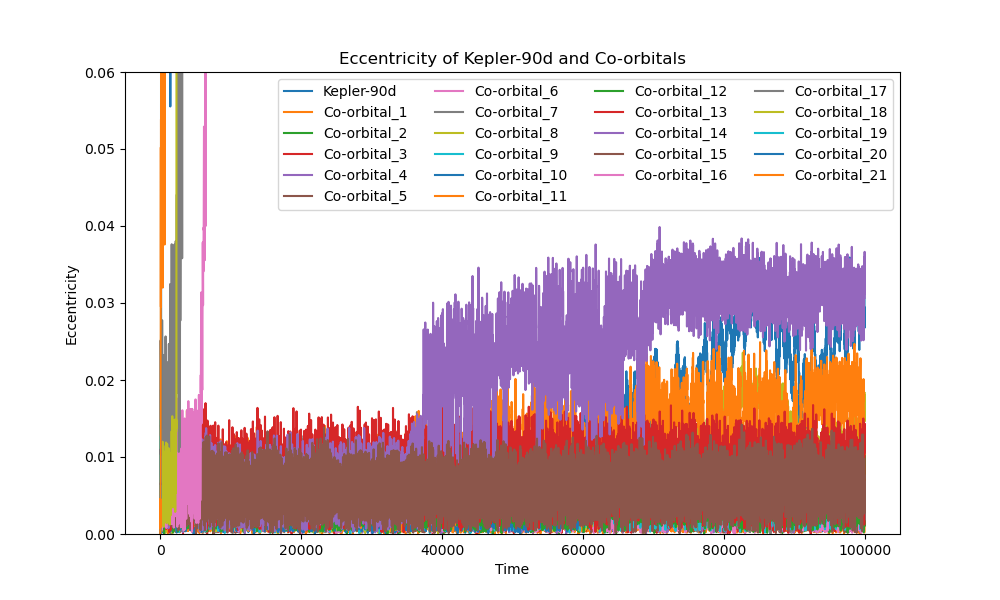 Eccentricity of Kepler-90d and Co-orbitals
0.06
0.05
0.04
0.03
0.02
0.01
0.00
Eccentricity
Kepler-90d
Co-orbital_1
Co-orbital_2
Co-orbital_3
Co-orbital_4
Co-orbital_5
Co-orbital_6
Co-orbital_7
Co-orbital_8
Co-orbital_9
Co-orbital_10
Co-orbital_11
Co-orbital_12
Co-orbital_13
Co-orbital_14
Co-orbital_15
Co-orbital_16
Co-orbital_17
Co-orbital_18
Co-orbital_19
Co-orbital_20
Co-orbital_21
0
20000
40000
60000
80000
100000
Time